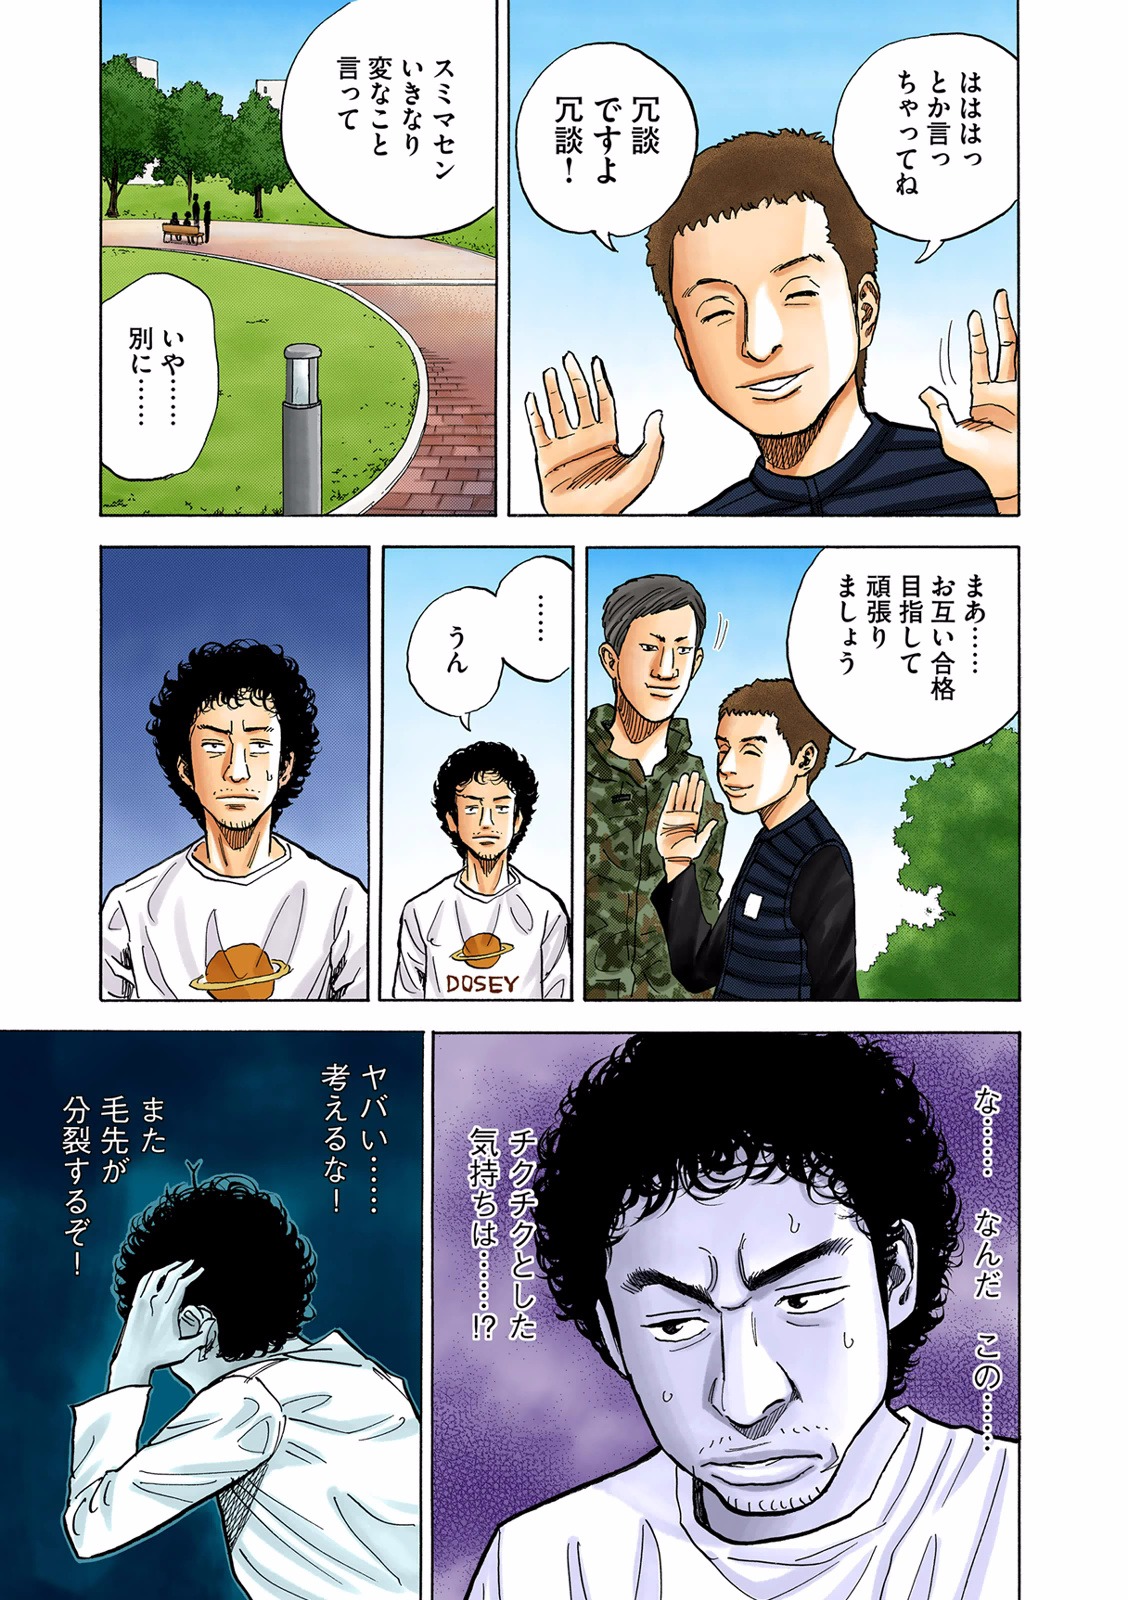 はははっ
とか言っ
ちゃってね
冗談
ですよ
冗談！
スミマセン
いきなり
変なこと
言って
いや………
別に………
まあ……
お互い合格
目指して
頑張り
ましょう
……
うん
DOSEY
な…… なんだ この……
チクチクとした
気持ちは……!?
ヤバい……
考えるな！
また
毛先が
分裂するぞ！